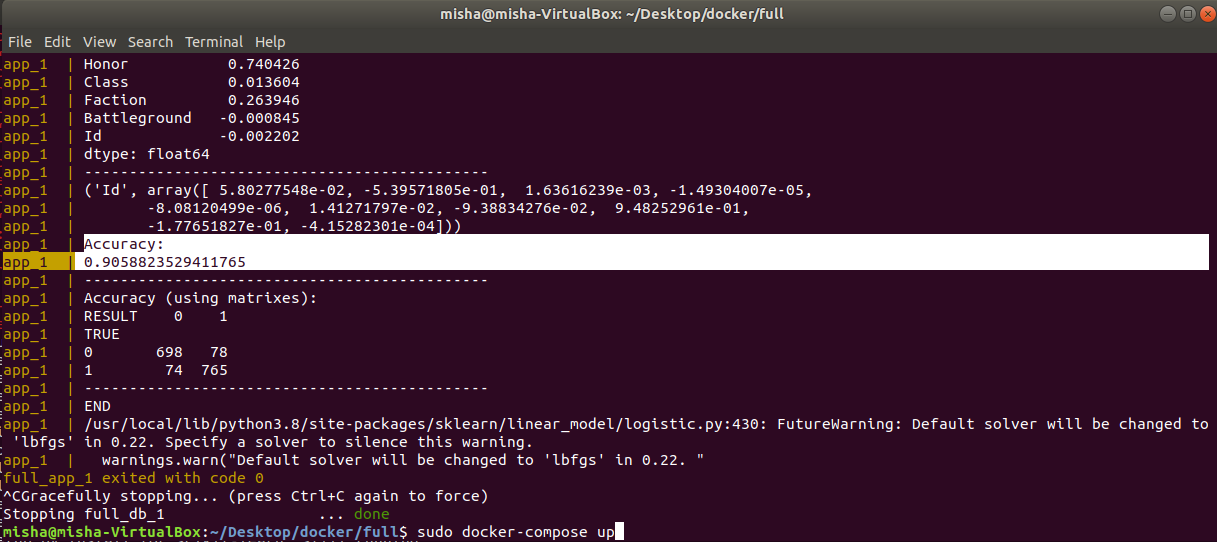 misha@misha-VirtualBox: ~/Desktop/docker/full
File Edit View Search Terminal Help
app_1  | Honor           0.740426
app_1  | Class           0.013604
app_1  | Faction         0.263946
app_1  | Battleground   -0.000845
app_1  | Id             -0.002202
app_1  | dtype: float64
app_1  | ---------------------------------------------
app_1  | ('Id', array([ 5.80277548e-02, -5.39571805e-01,  1.63616239e-03, -1.49304007e-05,
app_1  |        -8.08120499e-06,  1.41271797e-02, -9.38834276e-02,  9.48252961e-01,
app_1  |        -1.77651827e-01, -4.15282301e-04]))
app_1  | Accuracy:
app_1  | 0.9058823529411765
app_1  | ---------------------------------------------
app_1  | Accuracy (using matrixes):
app_1  | RESULT    0    1
app_1  | TRUE
app_1  | 0       698   78
app_1  | 1        74  765
app_1  | ---------------------------------------------
app_1  | END
app_1  | /usr/local/lib/python3.8/site-packages/sklearn/linear_model/logistic.py:430: FutureWarning: Default solver will be changed to
 'lbfgs' in 0.22. Specify a solver to silence this warning.
app_1  |   warnings.warn("Default solver will be changed to 'lbfgs' in 0.22. "
full_app_1 exited with code 0
^CGracefully stopping... (press Ctrl+C again to force)
Stopping full_db_1                 ... done
misha@misha-VirtualBox:~/Desktop/docker/full$ sudo docker-compose up